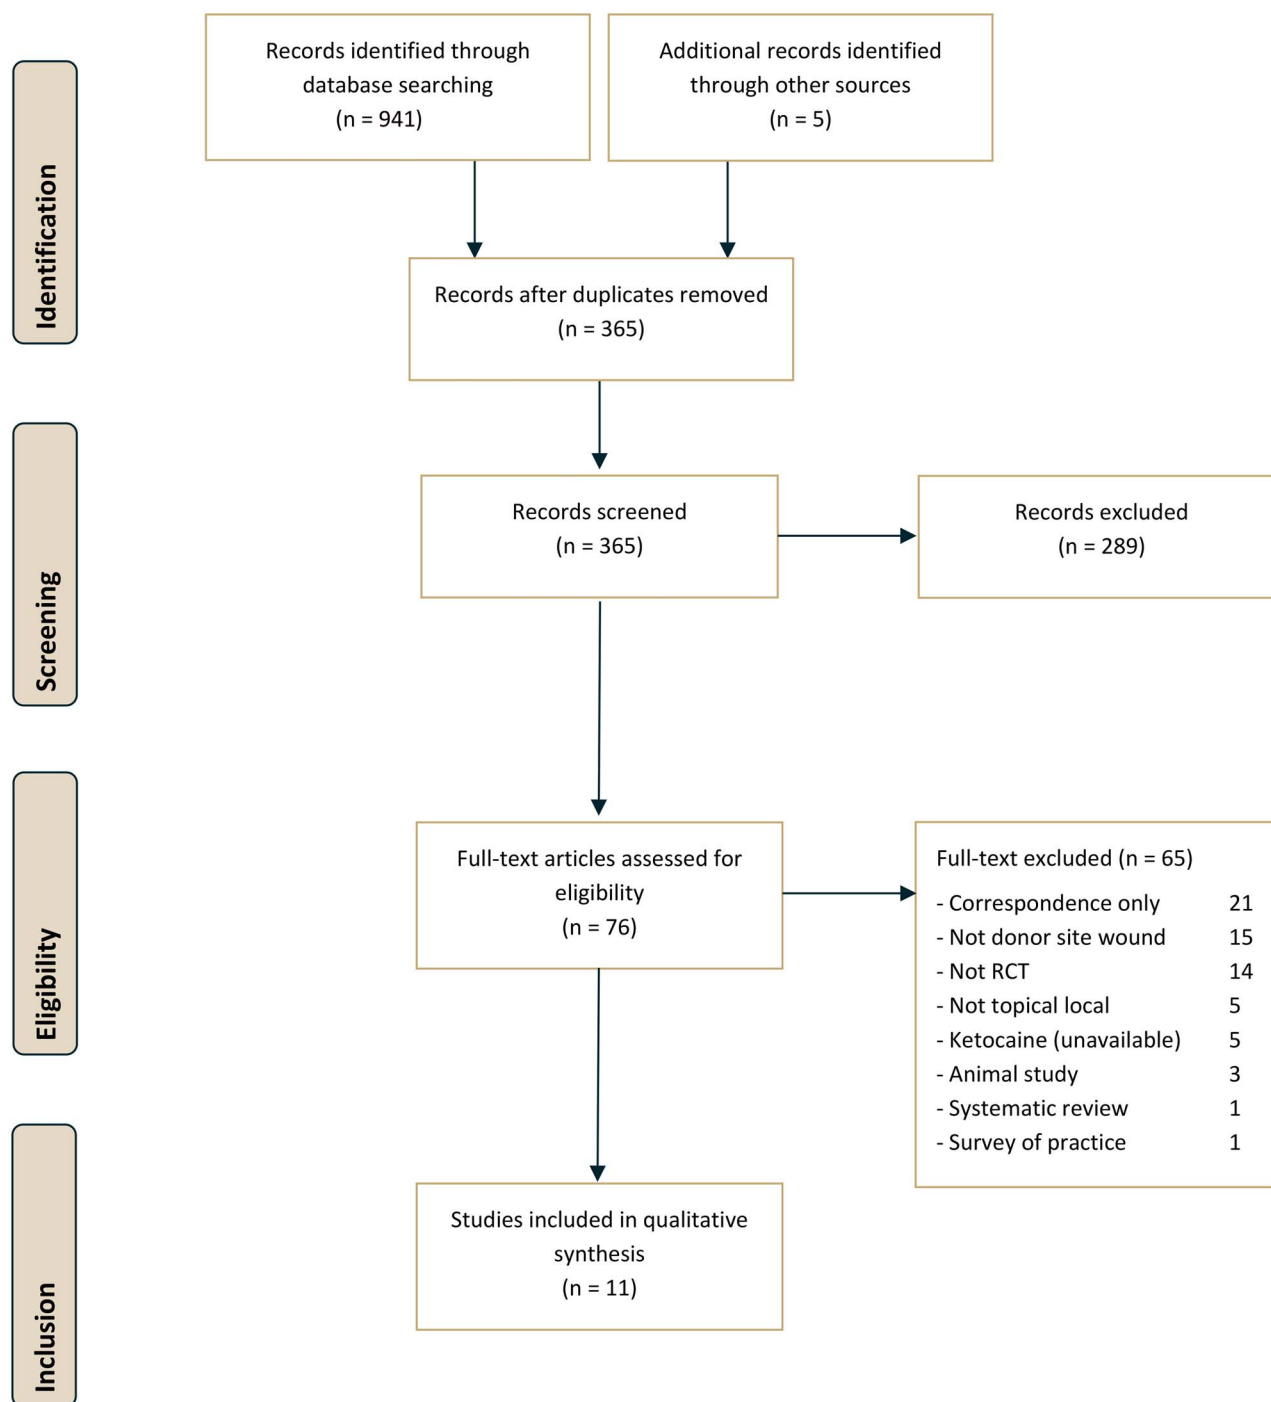 Identification
Records identified through
database searching
(n = 941)
Additional records identified
through other sources
(n = 5)
Records after duplicates removed
(n = 365)
Screening
Records screened
(n = 365)
Records excluded
(n = 289)
Eligibility
Full-text articles assessed for
eligibility
(n = 76)
Full-text excluded (n = 65)
- Correspondence only 21
- Not donor site wound 15
- Not RCT 14
- Not topical local 5
- Ketocaine (unavailable) 5
- Animal study 3
- Systematic review 1
- Survey of practice 1
Inclusion
Studies included in qualitative
synthesis
(n = 11)